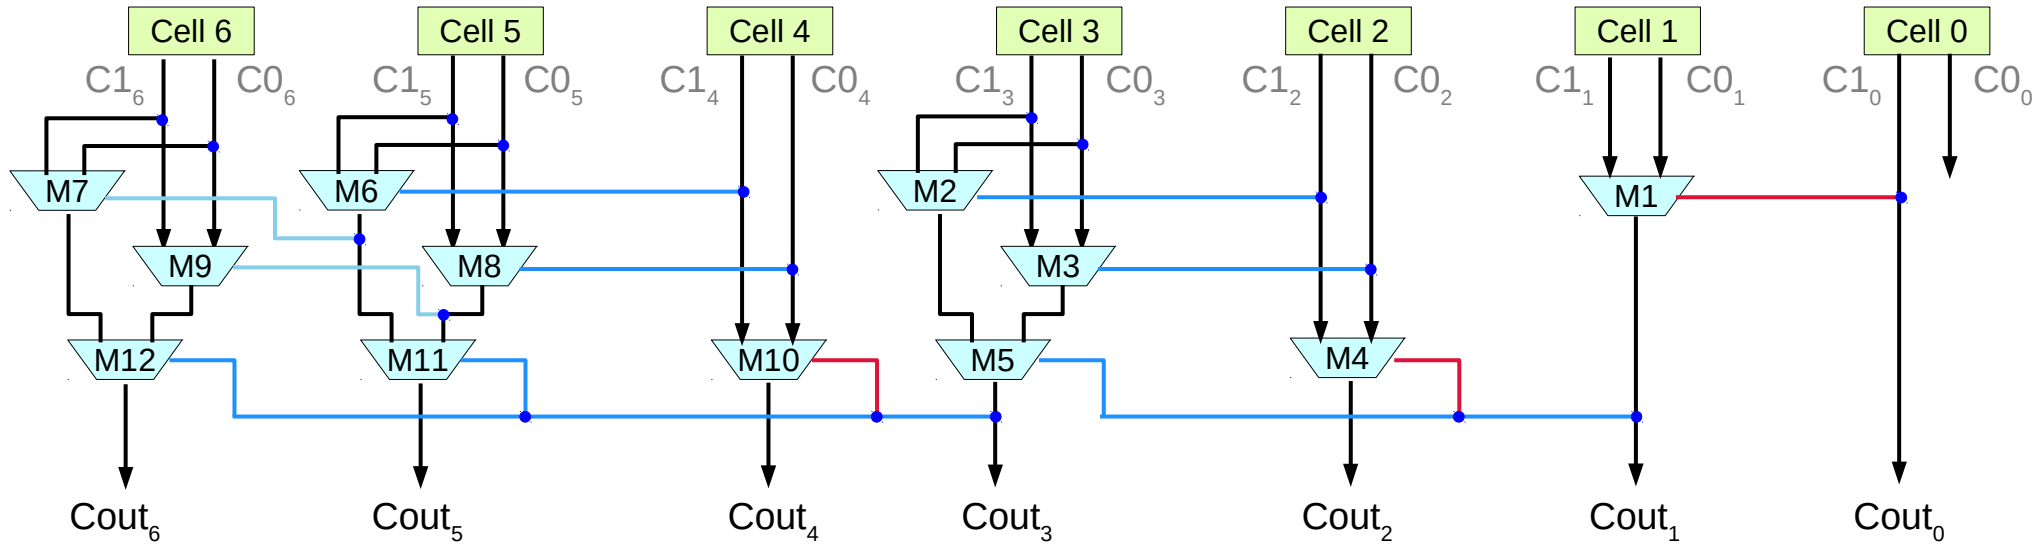 Cell 6 Cell 5 Cell 4 Cell 3 Cell 2 Cell 1 Cell 0
C1₆ C0₆ C1₅ C0₅ C1₄ C0₄ C1₃ C0₃ C1₂ C0₂ C1₁ C0₁ C1₀ C0₀
M7 M6 M2 M1
M9 M8 M3
M12 M11 M10 M5 M4
Cout₆ Cout₅ Cout₄ Cout₃ Cout₂ Cout₁ Cout₀